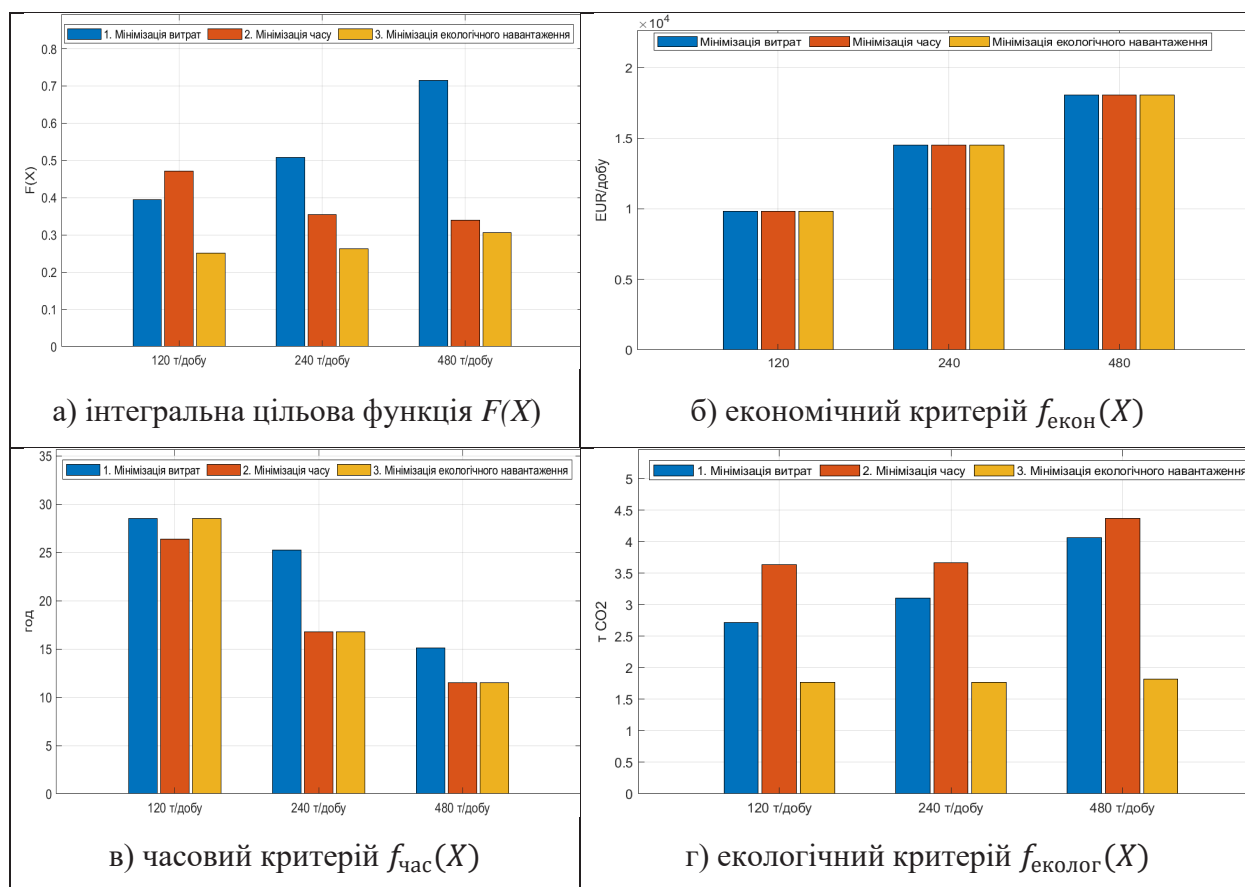 1. Мінімізація витрат 2. Мінімізація часу 3. Мінімізація екологічного навантаження
0.8
0.7
0.6
0.5
0.4
0.3
0.2
0.1
0
F(X)
120 т/добу 240 т/добу 480 т/добу
а) інтегральна цільова функція F(X)
×10⁴
Мінімізація витрат Мінімізація часу Мінімізація екологічного навантаження
2
1.5
1
0.5
0
EUR/добу
120 240 480
б) економічний критерій fекон(X)
35
1. Мінімізація витрат 2. Мінімізація часу 3. Мінімізація екологічного навантаження
30
25
20
15
10
5
0
год
120 т/добу 240 т/добу 480 т/добу
в) часовий критерій fчас(X)
1. Мінімізація витрат 2. Мінімізація часу 3. Мінімізація екологічного навантаження
5
4.5
4
3.5
3
2.5
2
1.5
1
0.5
0
т CO2
120 т/добу 240 т/добу 480 т/добу
г) екологічний критерій fеколог(X)